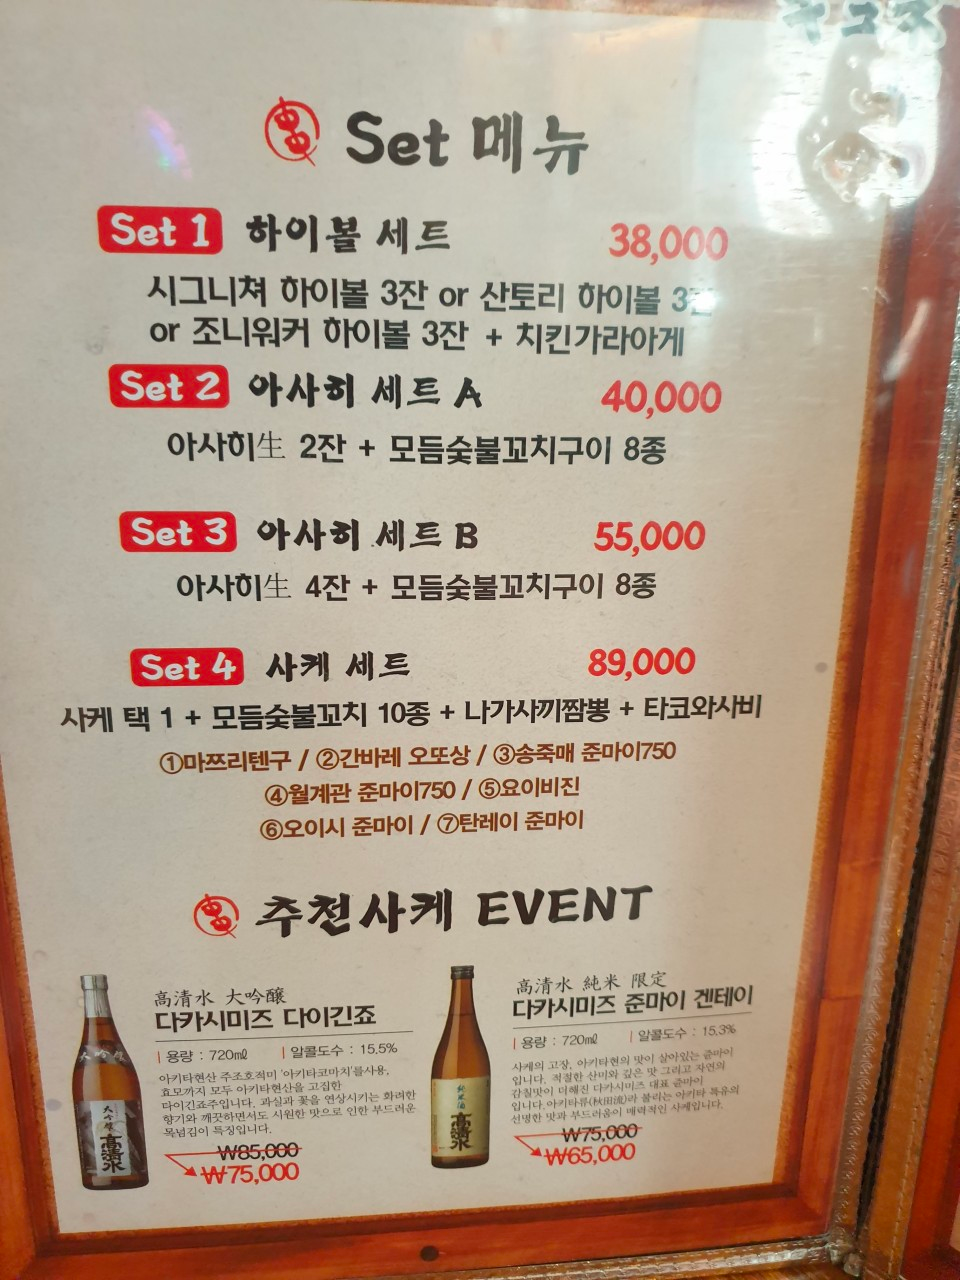 Set 메뉴
Set 1 하이볼 세트 38,000
시그니쳐 하이볼 3잔 or 산토리 하이볼 3잔
or 조니워커 하이볼 3잔 + 치킨가라아게
Set 2 아사히 세트 A 40,000
아사히生 2잔 + 모듬숯불꼬치구이 8종
Set 3 아사히 세트 B 55,000
아사히生 4잔 + 모듬숯불꼬치구이 8종
Set 4 사케 세트 89,000
사케 택 1 + 모듬숯불꼬치 10종 + 나가사끼짬뽕 + 타코와사비
①마쯔리텐구 / ②간바레 오또상 / ③송죽매 준마이750
④월계관 준마이750 / ⑤요이비진
⑥오이시 준마이 / ⑦탄레이 준마이
추천사케 EVENT
高清水 大吟醸
다카시미즈 다이긴죠
| 용량 : 720㎖ | 알콜도수 : 15.5%
아키타현산 주조호적미 '아키타코마치'를사용,
효모까지 모두 아키타현산을 고집한
다이긴죠주입니다. 과실과 꽃을 연상시키는 화려한
향기와 깨끗하면서도 시원한 맛으로 인한 부드러운
목넘김이 특징입니다.
₩85,000
₩75,000
高清水 純米 限定
다카시미즈 준마이 겐테이
| 용량 : 720㎖ | 알콜도수 : 15.3%
사케의 고장, 아키타현의 맛이 살아있는 준마이
입니다. 적절한 산미와 깊은 맛 그리고 자연의
감칠맛이 더해진 다카시미즈 대표 준마이
입니다.아키타류(秋田流)라 불리는 아키타 특유의
선명한 맛과 부드러움이 매력적인 사케입니다.
₩75,000
₩65,000
大吟醸
大吟醸
高清水
純米酒
高清水